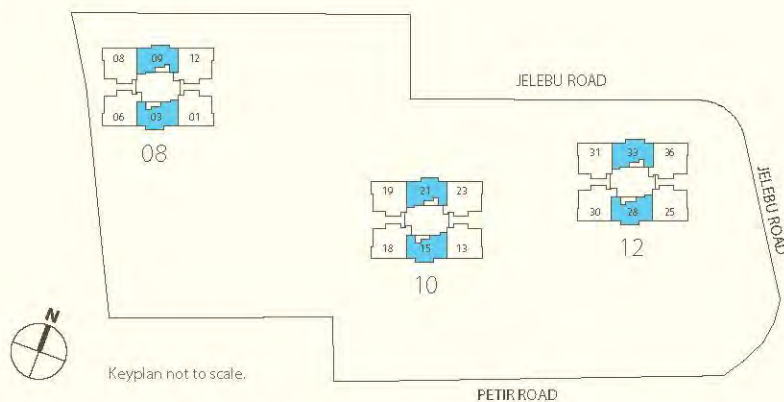 08 09 12
06 03 01
08
JELEBU ROAD
31 33 36
30 28 25
12
JELEBU ROAD
19 21 23
18 15 13
10
N
Keyplan not to scale.
PETIR ROAD